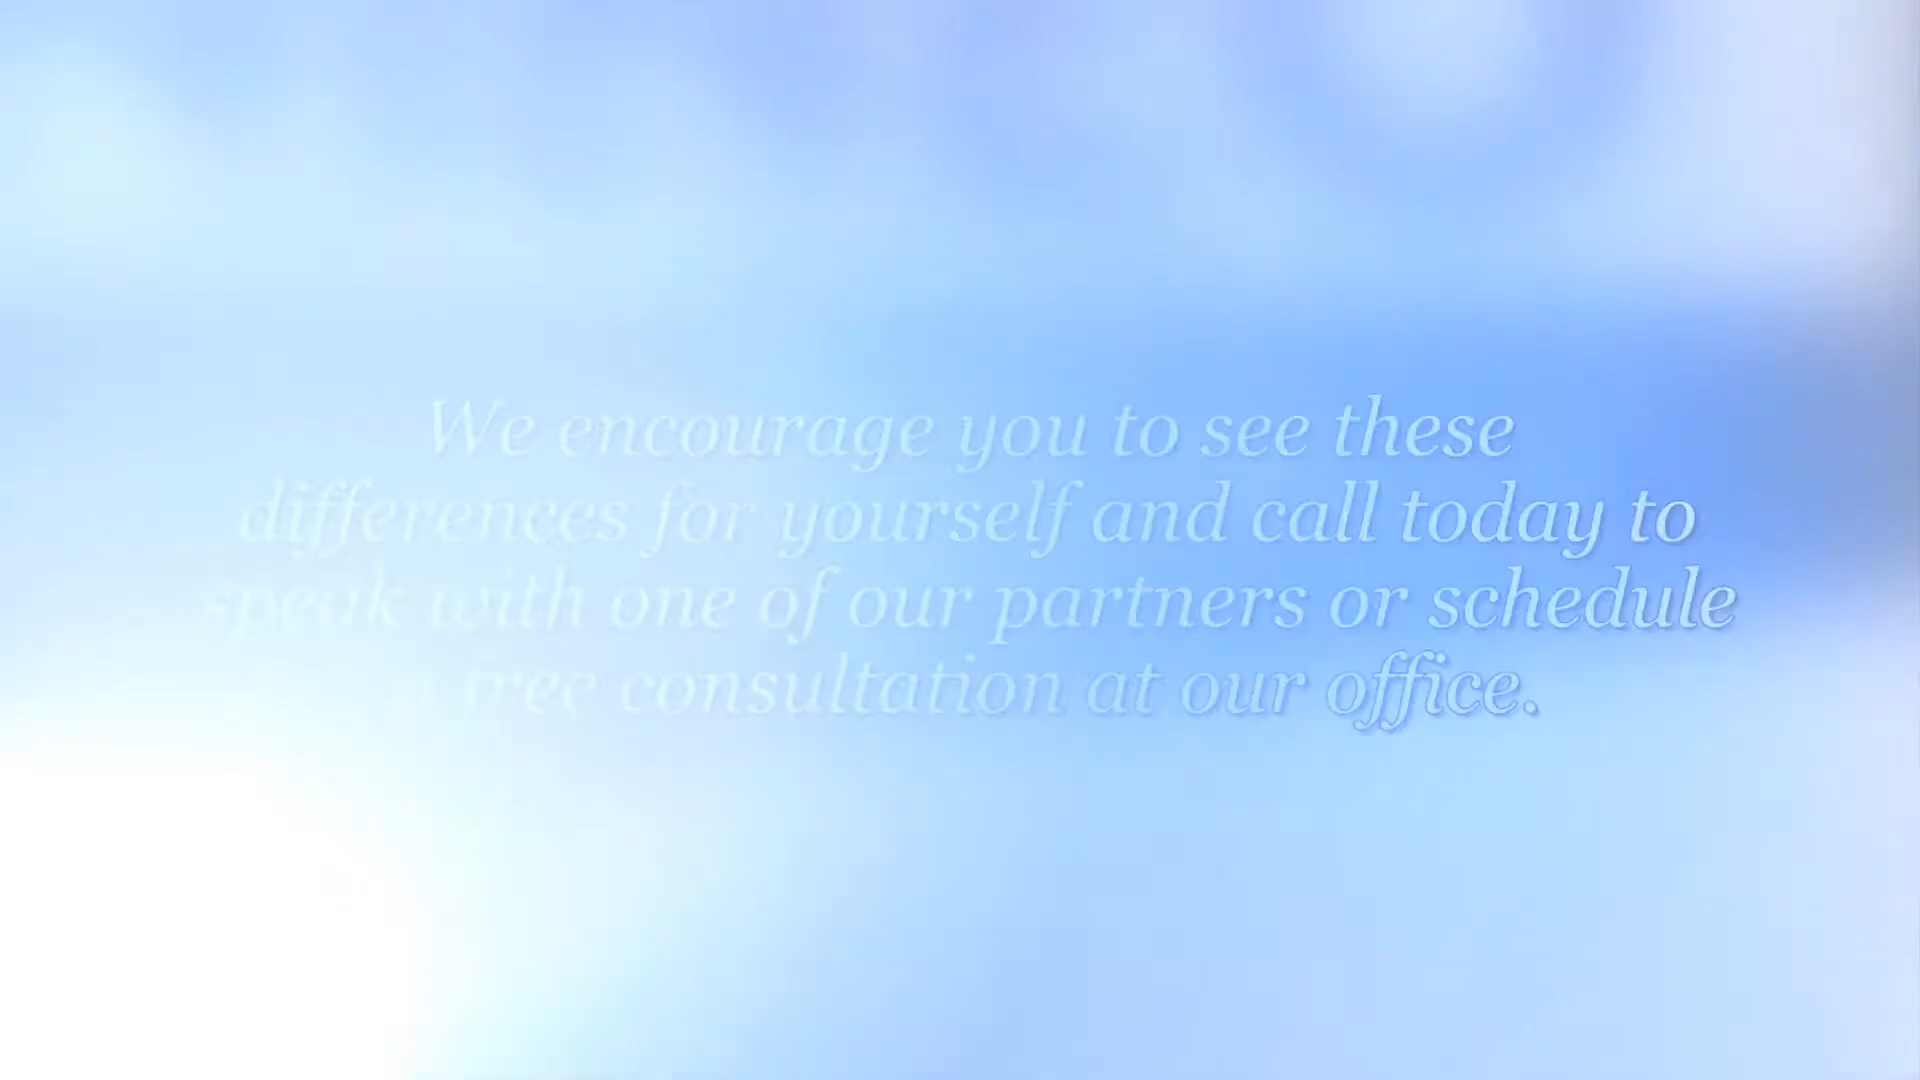 We encourage you to see these
differences for yourself and call today to
speak with one of our partners or schedule
a free consultation at our office.